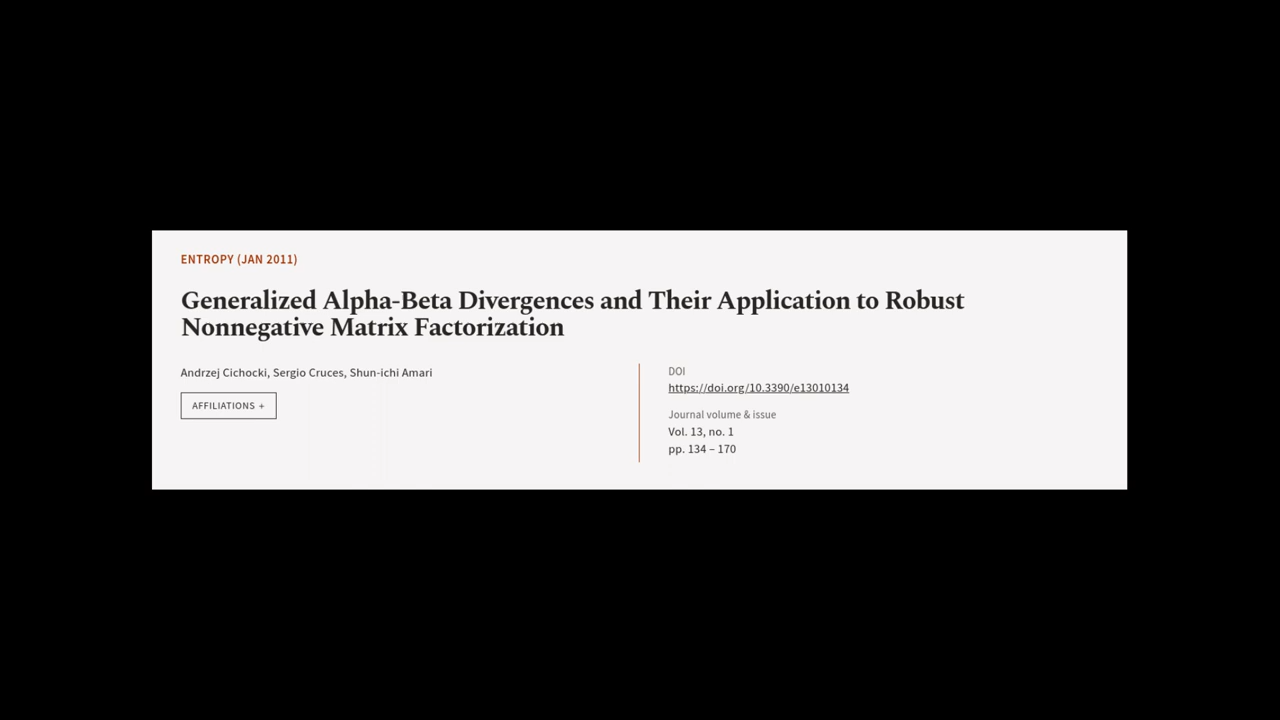 ENTROPY (JAN 2011)
Generalized Alpha-Beta Divergences and Their Application to Robust
Nonnegative Matrix Factorization
Andrzej Cichocki, Sergio Cruces, Shun-ichi Amari
AFFILIATIONS +
DOI
https://doi.org/10.3390/e13010134
Journal volume & issue
Vol. 13, no. 1
pp. 134 – 170